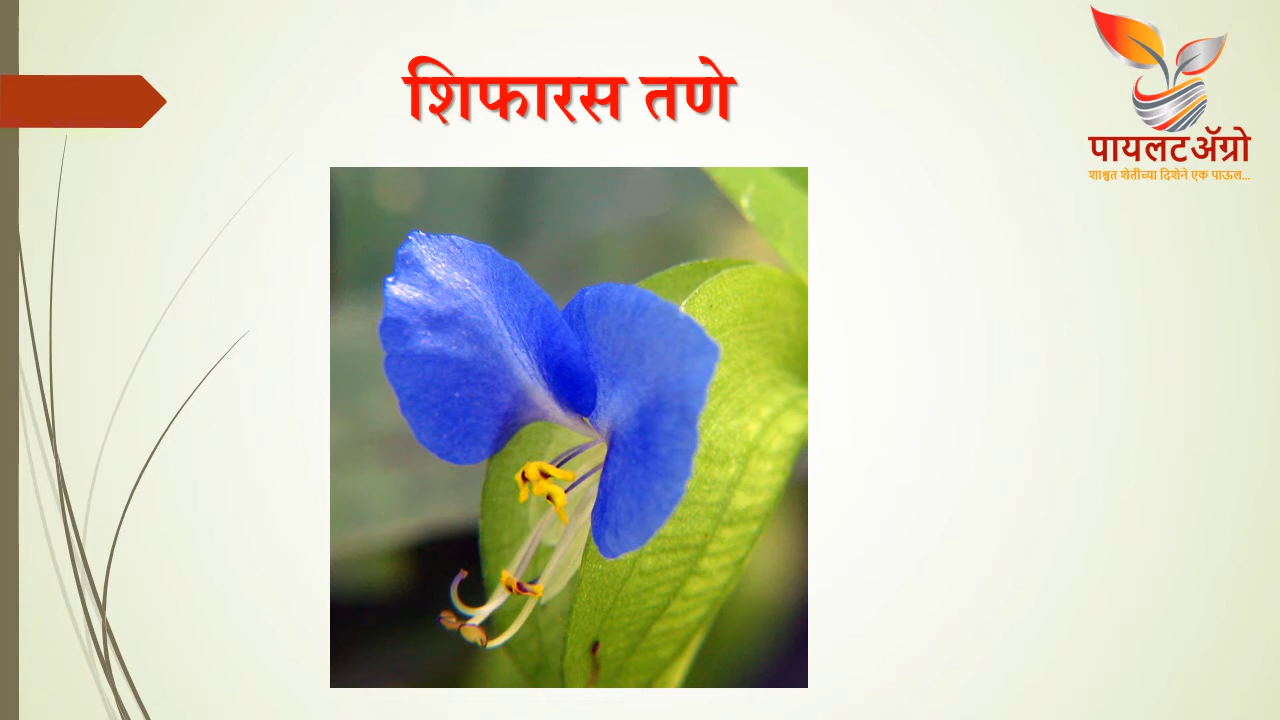 शिफारस तणे
पायलटॲग्रो
शाश्वत शेतीच्या दिशेने एक पाऊल...